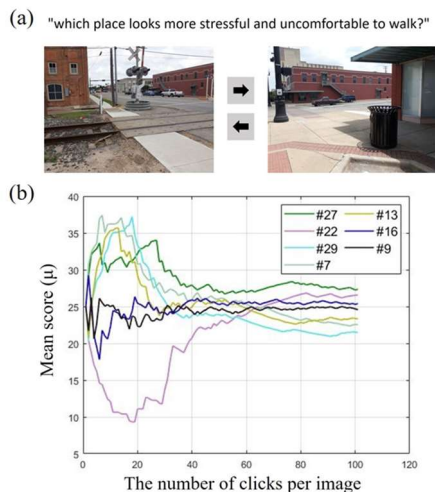 (a) "which place looks more stressful and uncomfortable to walk?"
(b)
40
35
30
25
20
15
10
5
Mean score (μ)
#27 #13
#22 #16
#29 #9
#7
0 20 40 60 80 100 120
The number of clicks per image